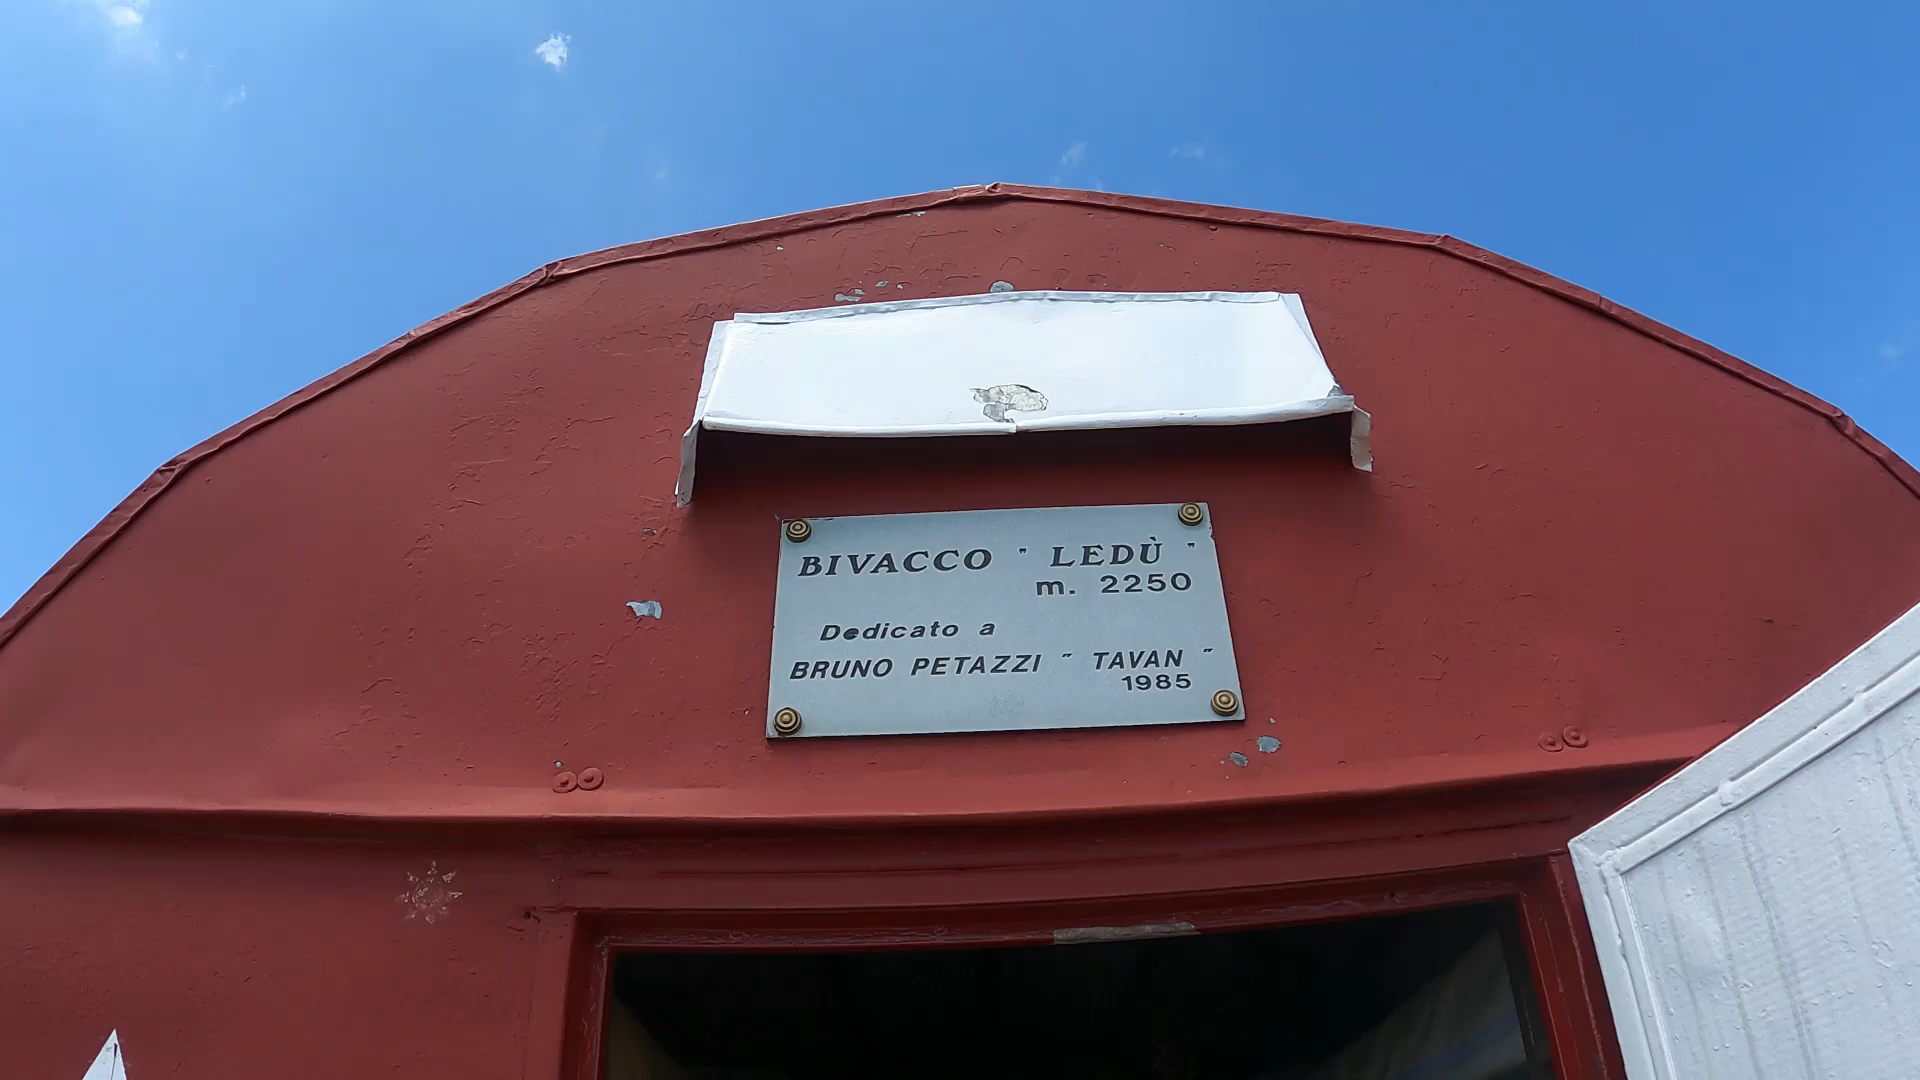 BIVACCO " LEDÙ "
m. 2250
Dedicato a
BRUNO PETAZZI " TAVAN "
1985